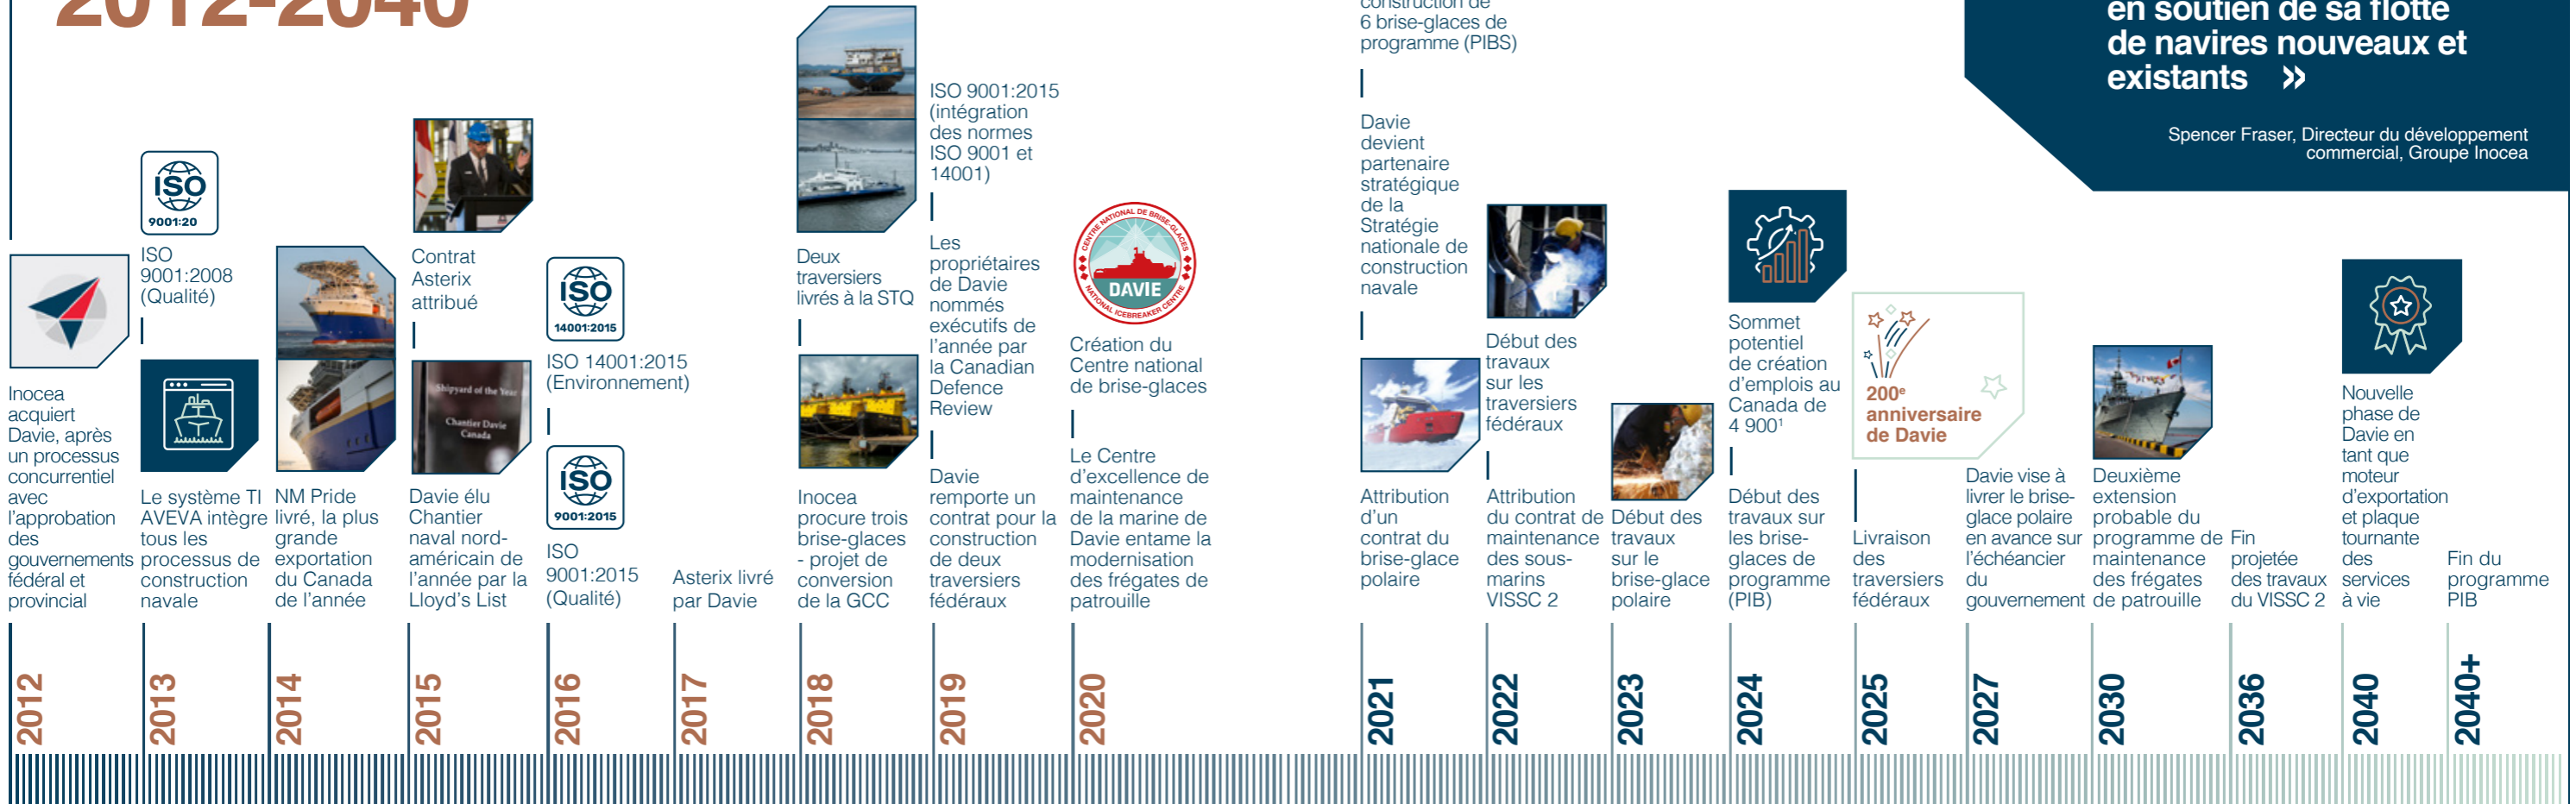 2012-2040
construction de
6 brise-glaces de
programme (PIBS)
en soutien de sa flotte
de navires nouveaux et
existants »
Spencer Fraser, Directeur du développement
commercial, Groupe Inocea
Inocea
acquiert
Davie, après
un processus
concurrentiel
avec
l'approbation
des
gouvernements
fédéral et
provincial
2012
ISO
9001:20
ISO
9001:2008
(Qualité)
Le système TI
AVEVA intègre
tous les
processus de
construction
navale
2013
NM Pride
livré, la plus
grande
exportation
du Canada
de l'année
2014
Contrat
Asterix
attribué
Shipyard of the Year
Chantier Davie
Canada
Davie élu
Chantier
naval nord-
américain de
l'année par la
Lloyd's List
2015
ISO
14001:2015
ISO 14001:2015
(Environnement)
ISO
9001:2015
ISO
9001:2015
(Qualité)
2016
Asterix livré
par Davie
2017
Deux
traversiers
livrés à la STQ
Inocea
procure trois
brise-glaces
- projet de
conversion
de la GCC
2018
ISO 9001:2015
(intégration
des normes
ISO 9001 et
14001)
Les
propriétaires
de Davie
nommés
exécutifs de
l'année par
la Canadian
Defence
Review
Davie
remporte un
contrat pour la
construction
de deux
traversiers
fédéraux
2019
CENTRE NATIONAL DE BRISE-GLACES
DAVIE
NATIONAL ICEBREAKER CENTRE
Création du
Centre national
de brise-glaces
Le Centre
d'excellence de
maintenance
de la marine de
Davie entame la
modernisation
des frégates de
patrouille
2020
Davie
devient
partenaire
stratégique
de la
Stratégie
nationale de
construction
navale
Attribution
d'un
contrat du
brise-glace
polaire
2021
Début des
travaux
sur les
traversiers
fédéraux
Attribution
du contrat de
maintenance
des sous-
marins
VISSC 2
2022
Début des
travaux
sur le
brise-glace
polaire
2023
Sommet
potentiel
de création
d'emplois au
Canada de
4 900¹
Début des
travaux sur
les brise-
glaces de
programme
(PIB)
2024
200e
anniversaire
de Davie
Livraison
des
traversiers
fédéraux
2025
Davie vise à
livrer le brise-
glace polaire
en avance sur
l'échéancier
du
gouvernement
2027
Deuxième
extension
probable du
programme de
maintenance
des frégates
de patrouille
2030
Fin
projetée
des travaux
du VISSC 2
2036
Nouvelle
phase de
Davie en
tant que
moteur
d'exportation
et plaque
tournante
des
services
à vie
2040
Fin du
programme
PIB
2040+